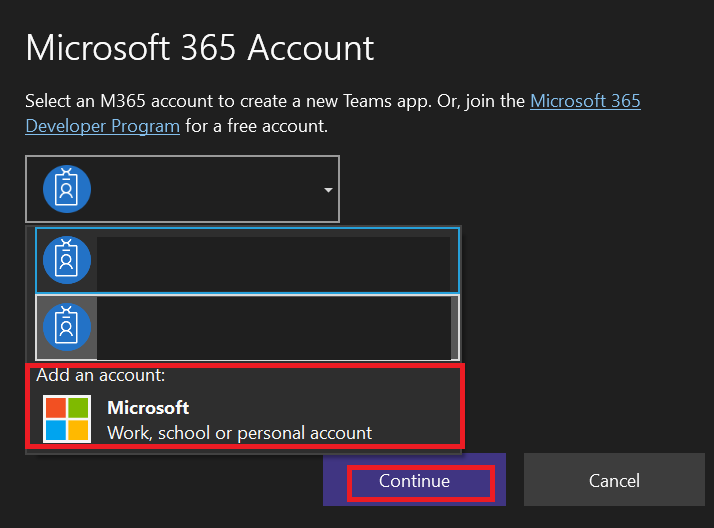 Microsoft 365 Account
Select an M365 account to create a new Teams app. Or, join the Microsoft 365
Developer Program for a free account.
Add an account:
Microsoft
Work, school or personal account
Continue
Cancel